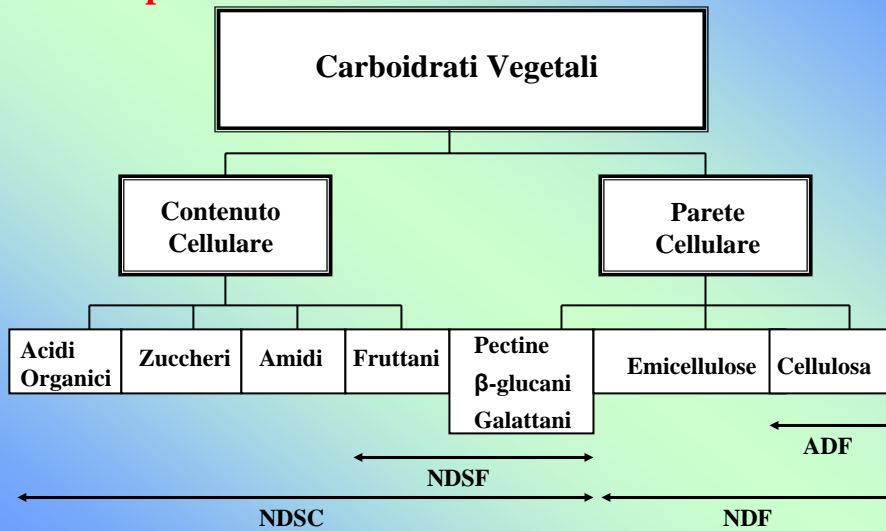 Carboidrati Vegetali
Contenuto
Cellulare
Parete
Cellulare
Acidi
Organici
Zuccheri
Amidi
Fruttani
Pectine
β-glucani
Galattani
Emicellulose
Cellulosa
ADF
NDSF
NDSC
NDF